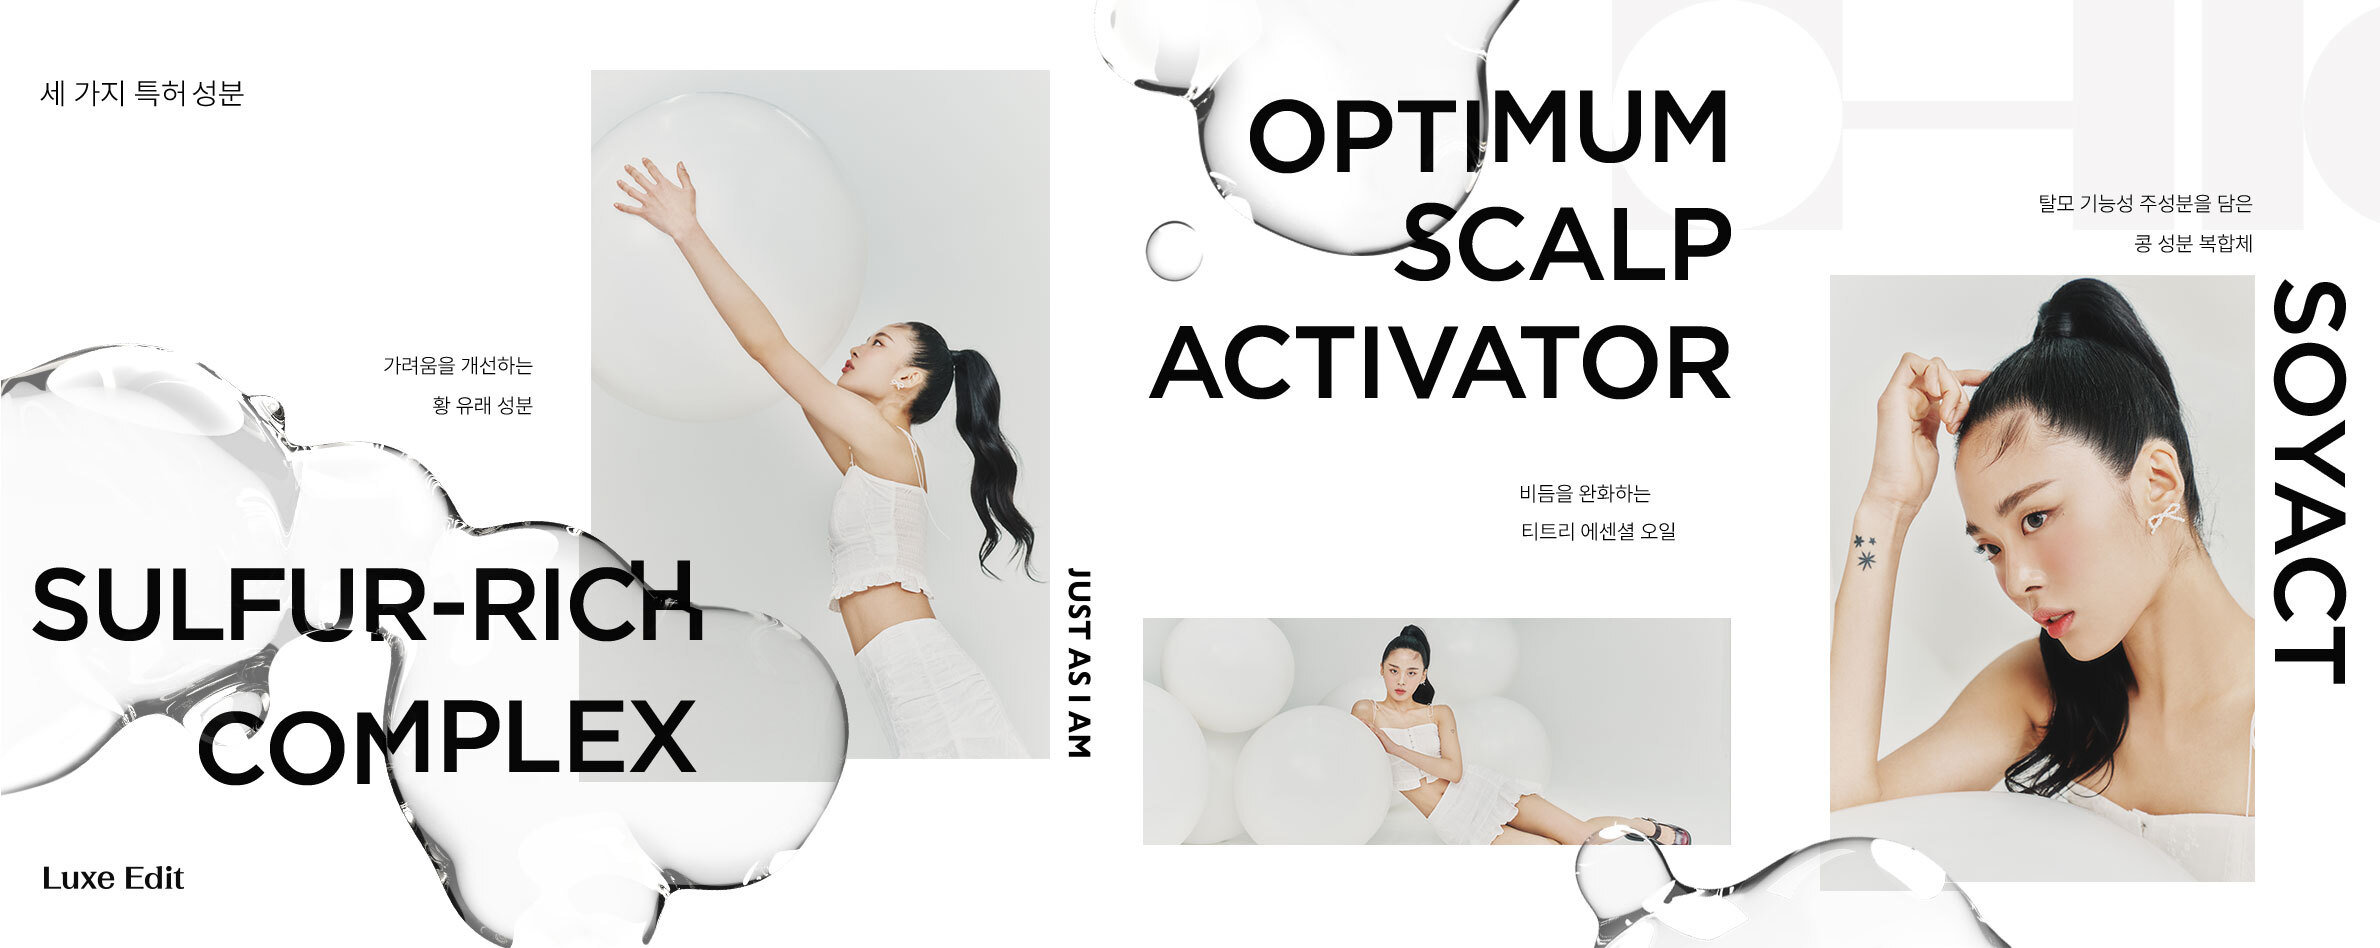 세 가지 특허 성분
가려움을 개선하는
황 유래 성분
SULFUR-RICH
COMPLEX
Luxe Edit
JUST AS I AM
OPTIMUM
SCALP
ACTIVATOR
비듬을 완화하는
티트리 에센셜 오일
탈모 기능성 주성분을 담은
콩 성분 복합체
SOYACT